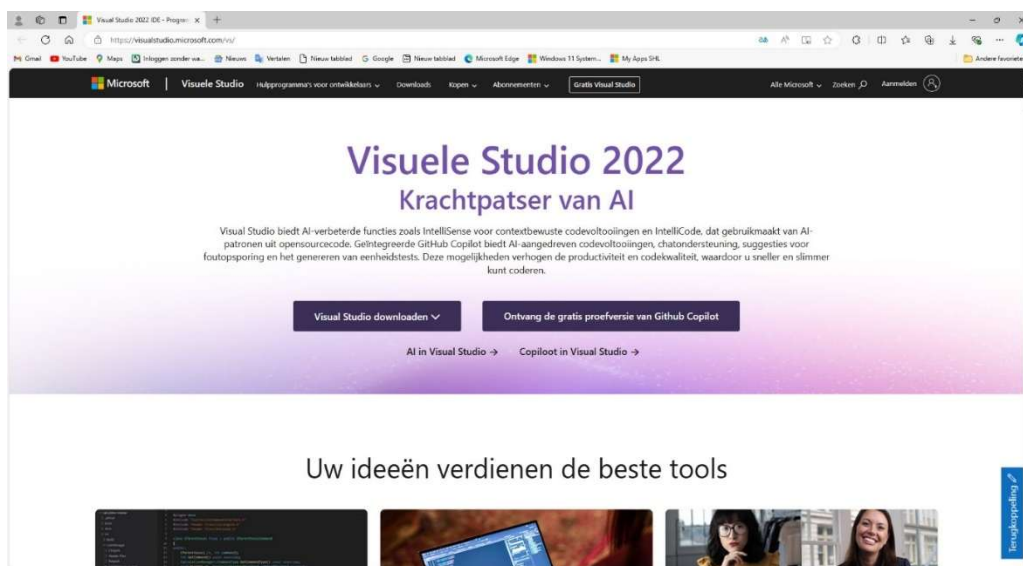 Visual Studio 2022 IDE - Program
https://visualstudio.microsoft.com/vs/
Gmail YouTube Maps Inloggen zonder wa... Nieuws Vertalen Nieuw tabblad Google Nieuw tabblad Microsoft Edge Windows 11 System... My Apps SHL Andere favorieten
Microsoft Visuele Studio Hulpprogramma's voor ontwikkelaars Downloads Kopen Abonnementen Gratis Visual Studio Alle Microsoft Zoeken Aanmelden
Visuele Studio 2022
Krachtpatser van AI
Visual Studio biedt AI-verbeterde functies zoals IntelliSense voor contextbewuste codevoltooiingen en IntelliCode, dat gebruikmaakt van AI-
patronen uit opensourcecode. Geïntegreerde GitHub Copilot biedt AI-aangedreven codevoltooiingen, chatondersteuning, suggesties voor
foutopsporing en het genereren van eenheidstests. Deze mogelijkheden verhogen de productiviteit en codekwaliteit, waardoor u sneller en slimmer
kunt coderen.
Visual Studio downloaden Ontvang de gratis proefversie van Github Copilot
AI in Visual Studio → Copiloot in Visual Studio →
Uw ideeën verdienen de beste tools
Terugkoppeling